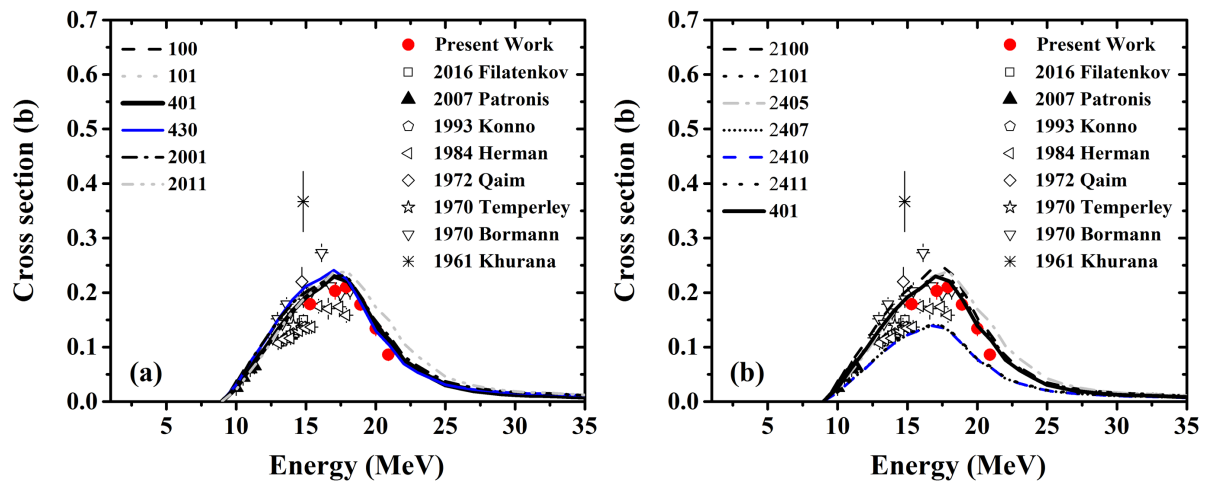 0.7
0.6
0.5
0.4
0.3
0.2
0.1
0.0
Cross section (b)
100
101
401
430
2001
2011
Present Work
2016 Filatenkov
2007 Patronis
1993 Konno
1984 Herman
1972 Qaim
1970 Temperley
1970 Bormann
1961 Khurana
(a)
5 10 15 20 25 30 35
Energy (MeV)
0.7
0.6
0.5
0.4
0.3
0.2
0.1
0.0
Cross section (b)
2100
2101
2405
2407
2410
2411
401
Present Work
2016 Filatenkov
2007 Patronis
1993 Konno
1984 Herman
1972 Qaim
1970 Temperley
1970 Bormann
1961 Khurana
(b)
5 10 15 20 25 30 35
Energy (MeV)